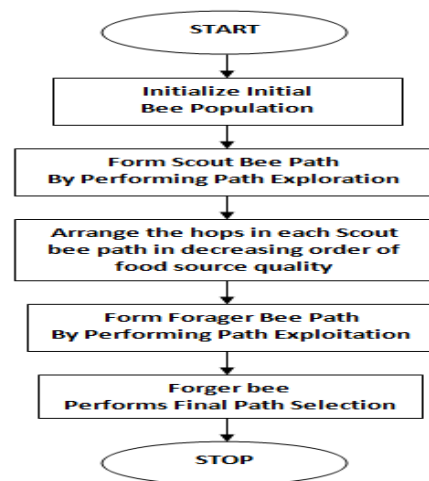 START
Initialize Initial
Bee Population
Form Scout Bee Path
By Performing Path Exploration
Arrange the hops in each Scout
bee path in decreasing order of
food source quality
Form Forager Bee Path
By Performing Path Exploitation
Forger bee
Performs Final Path Selection
STOP